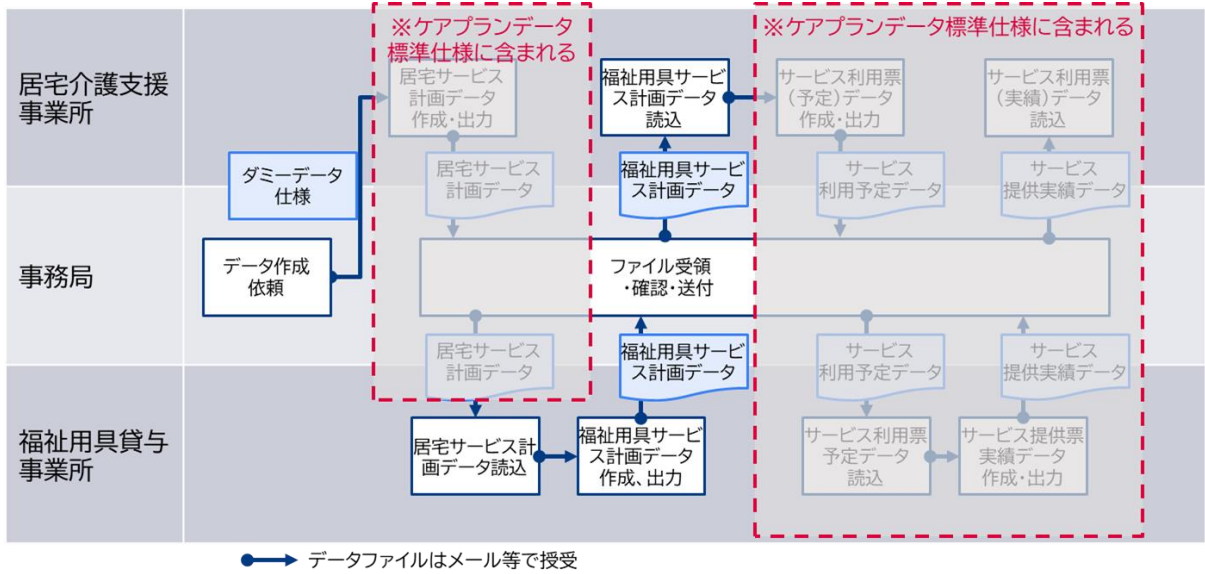 ※ケアプランデータ
標準仕様に含まれる
※ケアプランデータ標準仕様に含まれる
居宅介護支援
事業所
居宅サービス
計画データ
作成・出力
福祉用具サービ
ス計画データ
読込
サービス利用票
(予定)データ
作成・出力
サービス利用票
(実績)データ
読込
ダミーデータ
仕様
居宅サービス
計画データ
福祉用具サービ
ス計画データ
サービス
利用予定データ
サービス
提供実績データ
事務局
データ作成
依頼
ファイル受領
・確認・送付
居宅サービス
計画データ
福祉用具サービ
ス計画データ
サービス
利用予定データ
サービス
提供実績データ
福祉用具貸与
事業所
居宅サービス計
画データ読込
福祉用具サービ
ス計画データ
作成、出力
サービス利用票
予定データ
読込
サービス提供票
実績データ
作成・出力
データファイルはメール等で授受